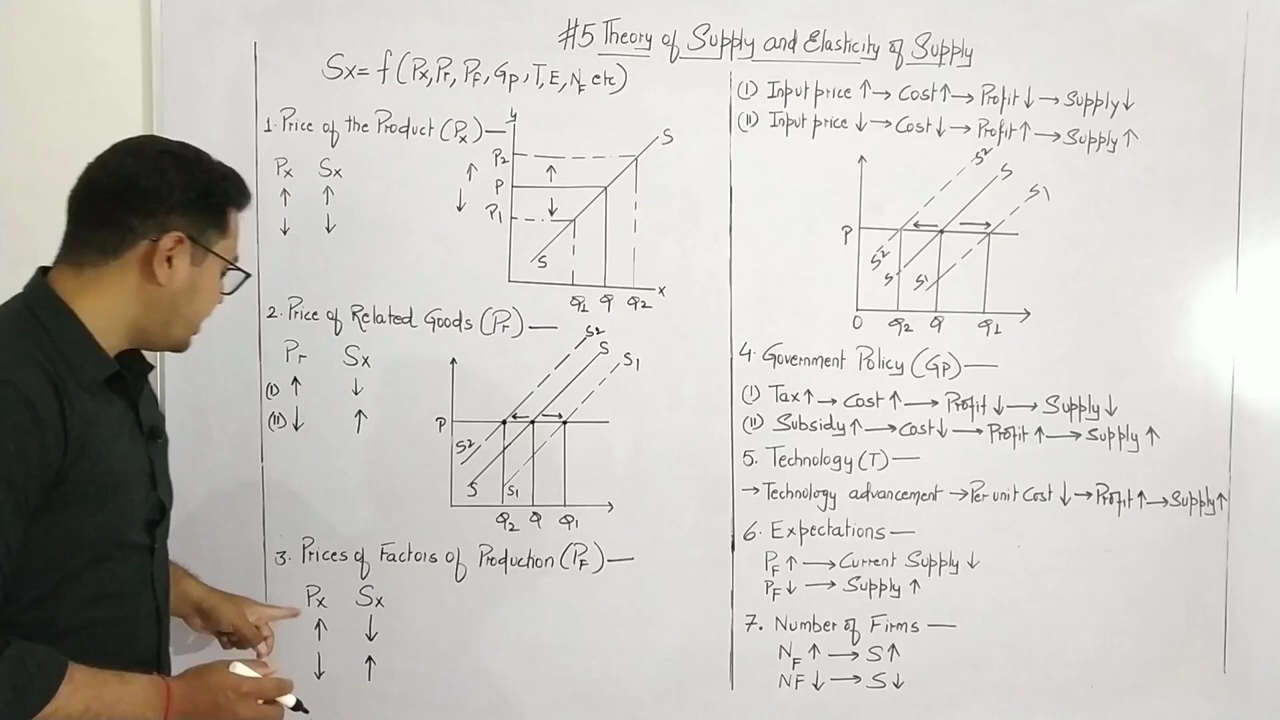 #5 Theory of Supply and Elasticity of Supply
Sx = f (Px, Pr, PF, Gp, T, E, NF etc)
1. Price of the Product (Px) —
Px Sx
↑ ↑
↓ ↓
y
P2
P
P1
↑
↓
↑
↓
S
S
Q1 Q Q2 x
2. Price of Related Goods (Pr) —
Pr Sx
(I) ↑ ↓
(II) ↓ ↑
S2
S
S1
P
← →
S2
S
S1
Q2 Q Q1
3. Prices of Factors of Production (PF) —
Px Sx
↑ ↓
↓ ↑
(I) Input price ↑ → Cost ↑ → Profit ↓ → Supply ↓
(II) Input price ↓ → Cost ↓ → Profit ↑ → Supply ↑
S2
S
S1
P
← →
S2
S
S1
O Q2 Q Q1
4. Government Policy (Gp) —
(I) Tax ↑ → Cost ↑ → Profit ↓ → Supply ↓
(II) Subsidy ↑ → Cost ↓ → Profit ↑ → Supply ↑
5. Technology (T) —
→ Technology advancement → Per unit Cost ↓ → Profit ↑ → Supply ↑
6. Expectations —
PF ↑ → Current Supply ↓
PF ↓ → Supply ↑
7. Number of Firms —
NF ↑ → S ↑
NF ↓ → S ↓